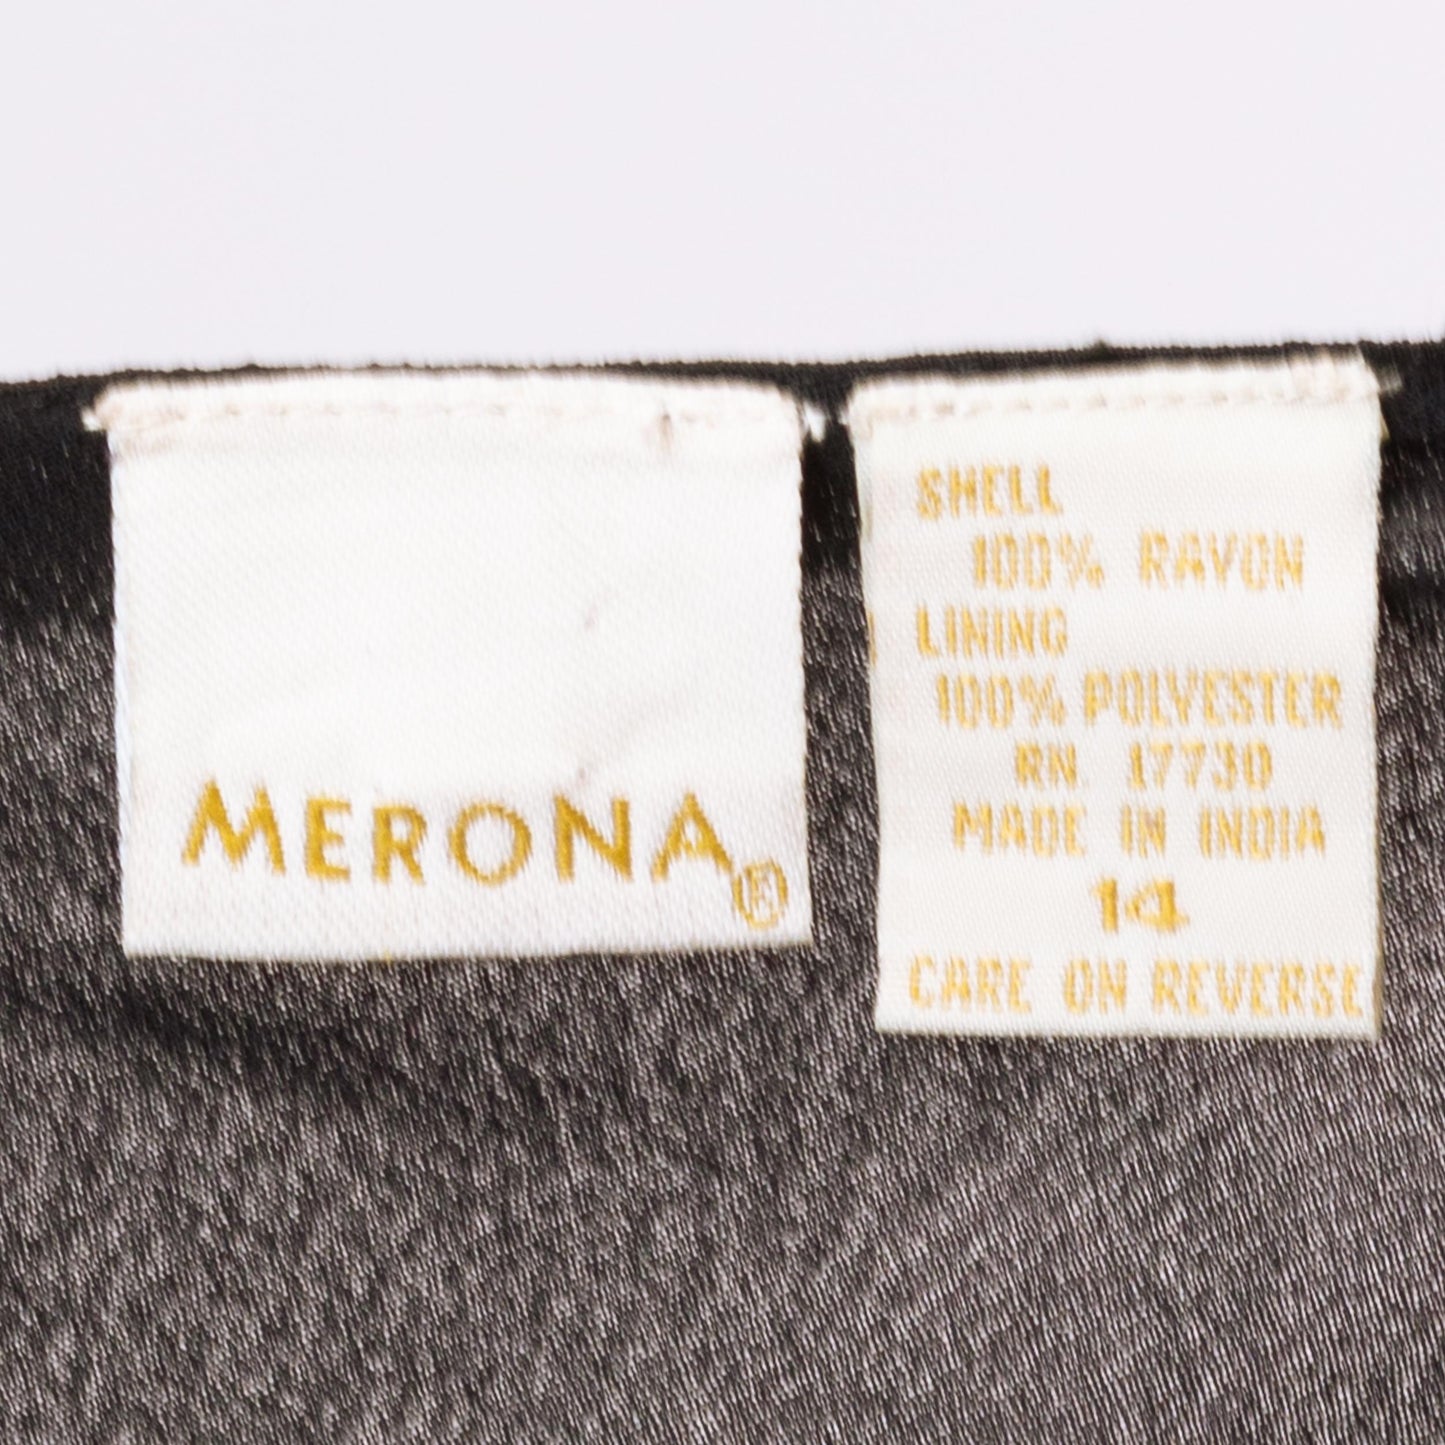 MERONA®
SHELL
100% RAYON
LINING
100% POLYESTER
RN 17730
MADE IN INDIA
14
CARE ON REVERSE